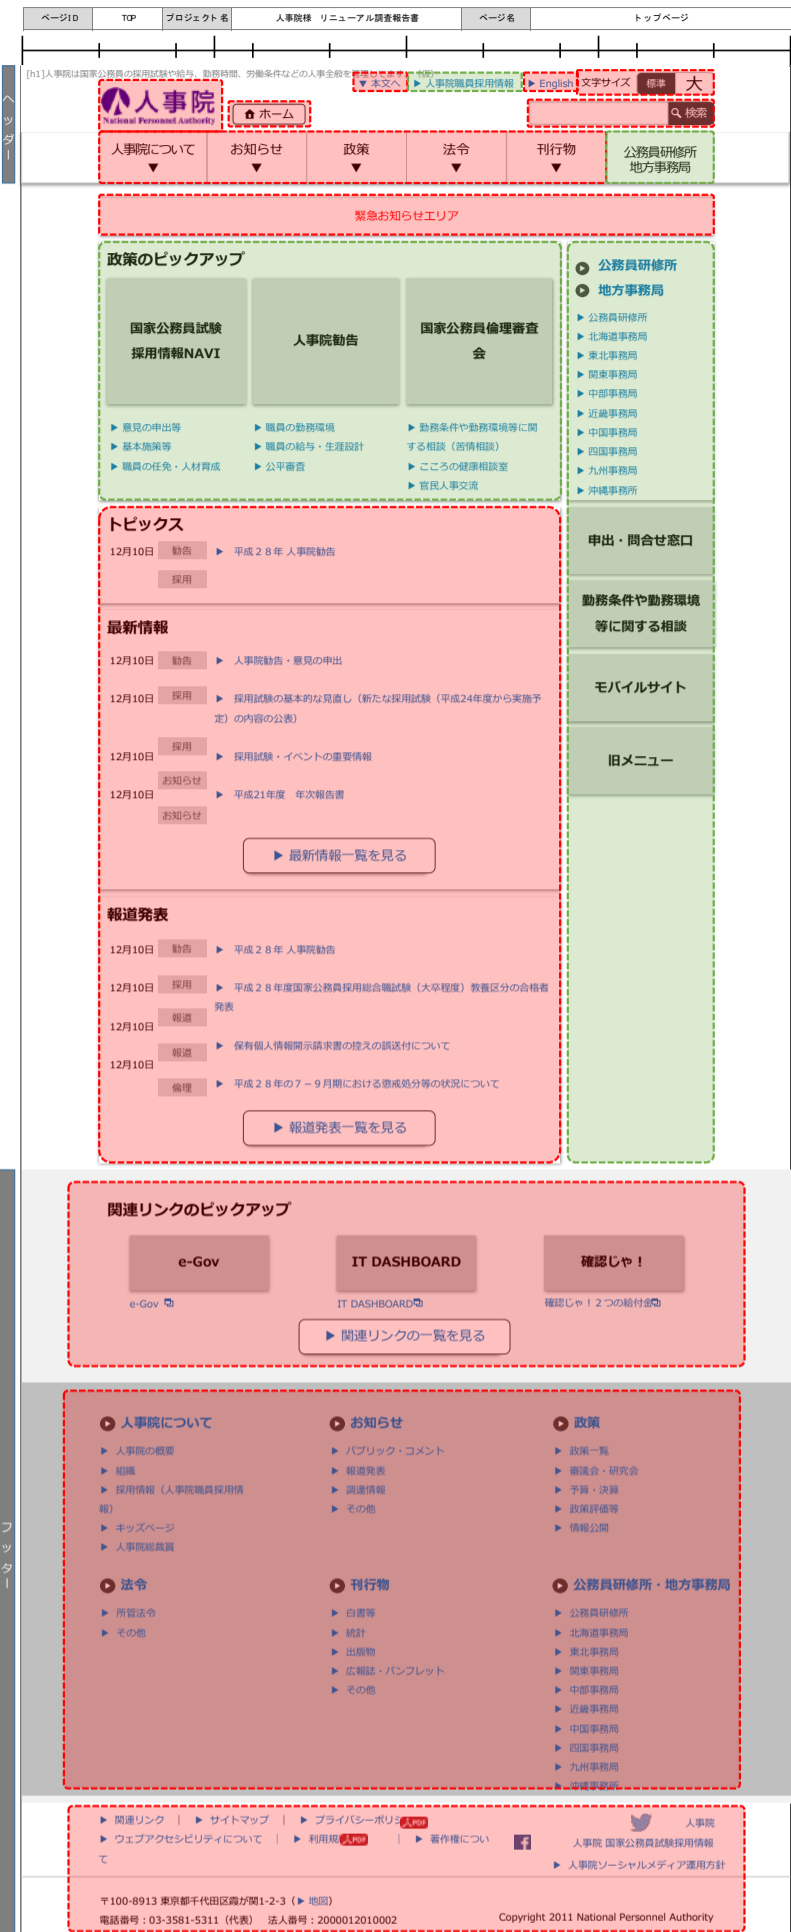 ページID TOP プロジェクト名 人事院様 リニューアル調査報告書 ページ名 トップページ
ヘッダー
[h1]人事院は国家公務員の採用試験や給与、勤務時間、労働条件などの人事全般を
▼ 本文へ ▶ 人事院職員採用情報 ▶ English 文字サイズ 標準 大
人事院
National Personnel Authority
ホーム
検索
人事院について ▼
お知らせ ▼
政策 ▼
法令 ▼
刊行物 ▼
公務員研修所
地方事務局
緊急お知らせエリア
政策のピックアップ
国家公務員試験
採用情報NAVI
人事院勧告
国家公務員倫理審査
会
▶ 意見の申出等
▶ 基本施策等
▶ 職員の任免・人材育成
▶ 職員の勤務環境
▶ 職員の給与・生涯設計
▶ 公平審査
▶ 勤務条件や勤務環境等に関
する相談（苦情相談）
▶ こころの健康相談室
▶ 官民人事交流
公務員研修所
地方事務局
▶ 公務員研修所
▶ 北海道事務局
▶ 東北事務局
▶ 関東事務局
▶ 中部事務局
▶ 近畿事務局
▶ 中国事務局
▶ 四国事務局
▶ 九州事務局
▶ 沖縄事務所
申出・問合せ窓口
勤務条件や勤務環境
等に関する相談
モバイルサイト
旧メニュー
トピックス
12月10日 勧告 ▶ 平成２８年 人事院勧告
採用
最新情報
12月10日 勧告 ▶ 人事院勧告・意見の申出
12月10日 採用 ▶ 採用試験の基本的な見直し（新たな採用試験（平成24年度から実施予
定）の内容の公表）
採用
12月10日 ▶ 採用試験・イベントの重要情報
お知らせ
12月10日 ▶ 平成21年度　年次報告書
お知らせ
▶ 最新情報一覧を見る
報道発表
12月10日 勧告 ▶ 平成２８年 人事院勧告
12月10日 採用 ▶ 平成２８年度国家公務員採用総合職試験（大卒程度）教養区分の合格者
発表
12月10日 報道
▶ 保有個人情報開示請求書の控えの誤送付について
12月10日 報道
倫理 ▶ 平成２８年の７－９月期における懲戒処分等の状況について
▶ 報道発表一覧を見る
フッター
関連リンクのピックアップ
e-Gov
IT DASHBOARD
確認じゃ！
e-Gov
IT DASHBOARD
確認じゃ！２つの給付金
▶ 関連リンクの一覧を見る
人事院について
▶ 人事院の概要
▶ 組織
▶ 採用情報（人事院職員採用情
報）
▶ キッズページ
▶ 人事院総裁賞
お知らせ
▶ パブリック・コメント
▶ 報道発表
▶ 調達情報
▶ その他
政策
▶ 政策一覧
▶ 審議会・研究会
▶ 予算・決算
▶ 政策評価等
▶ 情報公開
法令
▶ 所管法令
▶ その他
刊行物
▶ 白書等
▶ 統計
▶ 出版物
▶ 広報誌・パンフレット
▶ その他
公務員研修所・地方事務局
▶ 公務員研修所
▶ 北海道事務局
▶ 東北事務局
▶ 関東事務局
▶ 中部事務局
▶ 近畿事務局
▶ 中国事務局
▶ 四国事務局
▶ 九州事務局
▶ 沖縄事務所
▶ 関連リンク ｜ ▶ サイトマップ ｜ ▶ プライバシーポリシ PDF
▶ ウェブアクセシビリティについて ｜ ▶ 利用規 PDF ｜ ▶ 著作権につい
て
人事院
人事院 国家公務員試験採用情報
▶ 人事院ソーシャルメディア運用方針
〒100-8913 東京都千代田区霞が関1-2-3（▶ 地図）
電話番号：03-3581-5311（代表）　法人番号：2000012010002
Copyright 2011 National Personnel Authority